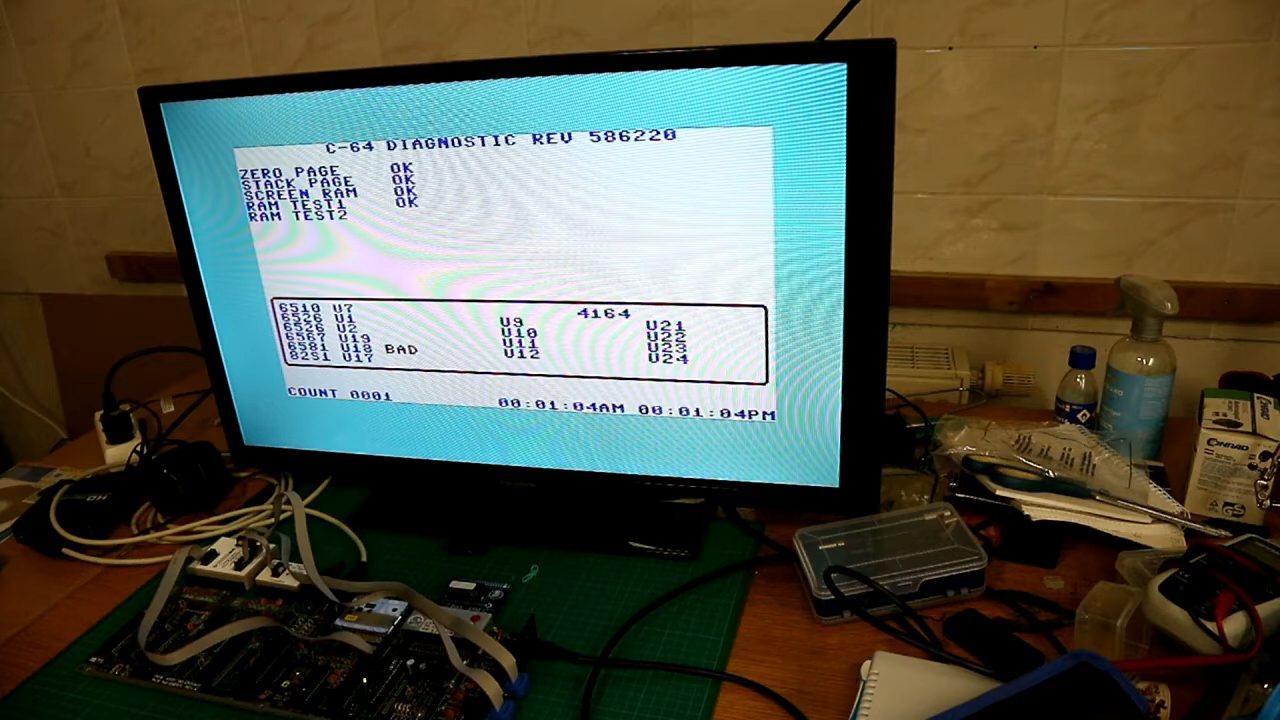 C-64 DIAGNOSTIC REV 586220
ZERO PAGE OK
STACK PAGE OK
SCREEN RAM OK
RAM TEST1 OK
RAM TEST2
4164
6510 U7
6526 U1 U9 U21
6526 U2 U10 U22
6567 U19 U11 U23
6581 U18 BAD U12 U24
82S1 U17
COUNT 0001 00:01:04AM 00:01:04PM
CONRAD